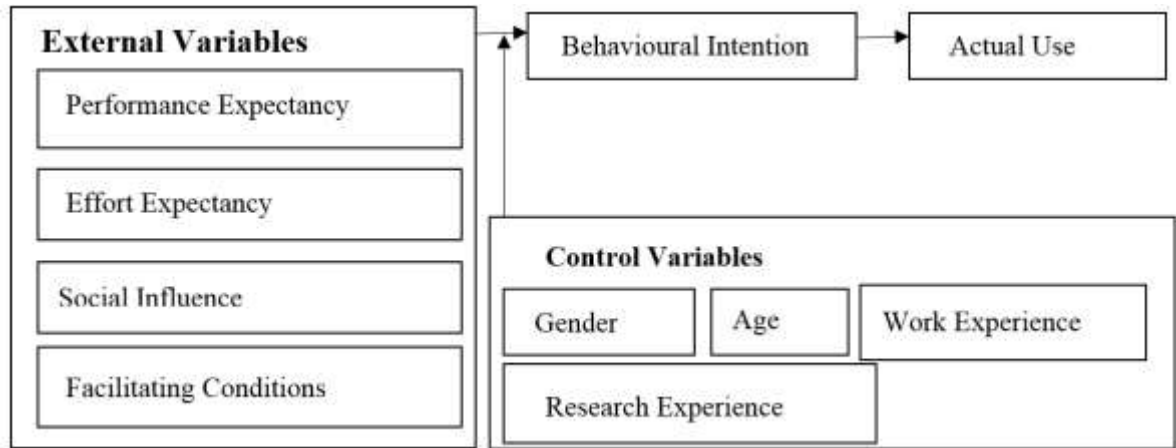 External Variables
Performance Expectancy
Effort Expectancy
Social Influence
Facilitating Conditions
Behavioural Intention
Actual Use
Control Variables
Gender
Age
Work Experience
Research Experience